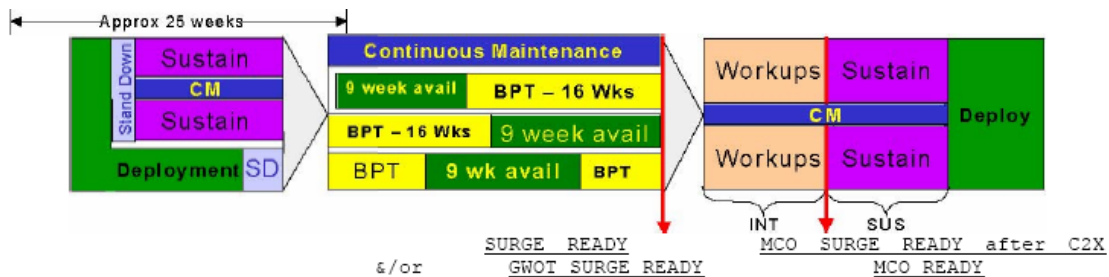 Approx 25 weeks
Stand Down
Sustain
CM
Sustain
Deployment SD
Continuous Maintenance
9 week avail BPT – 16 Wks
BPT – 16 Wks 9 week avail
BPT 9 wk avail BPT
Workups Sustain
CM
Workups Sustain
Deploy
INT SUS
SURGE READY MCO SURGE READY after C2X
&/or GWOT SURGE READY MCO READY